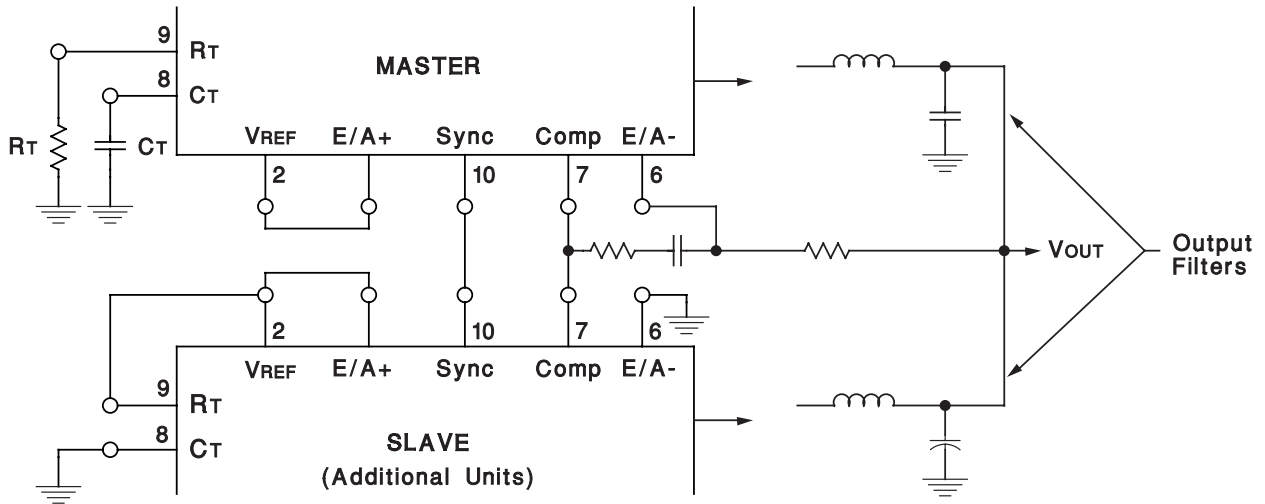 9
RT
MASTER
8
CT
RT
CT
VREF E/A+ Sync Comp E/A-
2 10 7 6
VOUT
Output
Filters
2 10 7 6
VREF E/A+ Sync Comp E/A-
9
RT
8
CT
SLAVE
(Additional Units)